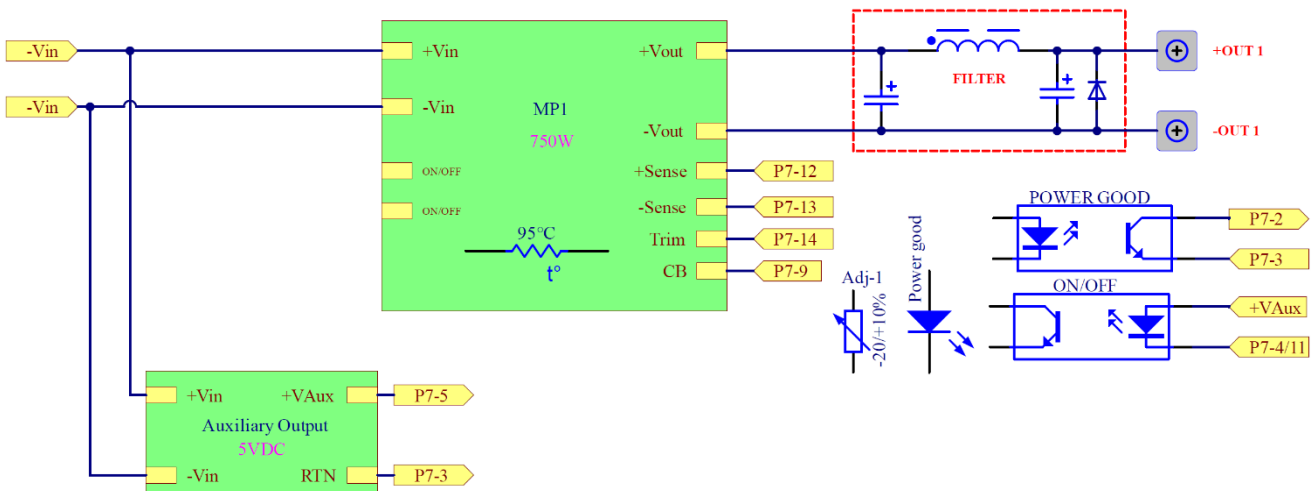 -Vin
-Vin
+Vin
-Vin
MP1
750W
ON/OFF
ON/OFF
95°C
t°
+Vout
-Vout
+Sense
-Sense
Trim
CB
P7-12
P7-13
P7-14
P7-9
+
+
FILTER
+OUT 1
-OUT 1
POWER GOOD
P7-2
P7-3
ON/OFF
+VAux
P7-4/11
Adj-1
-20/+10%
Power good
+Vin
+VAux
P7-5
Auxiliary Output
5VDC
-Vin
RTN
P7-3